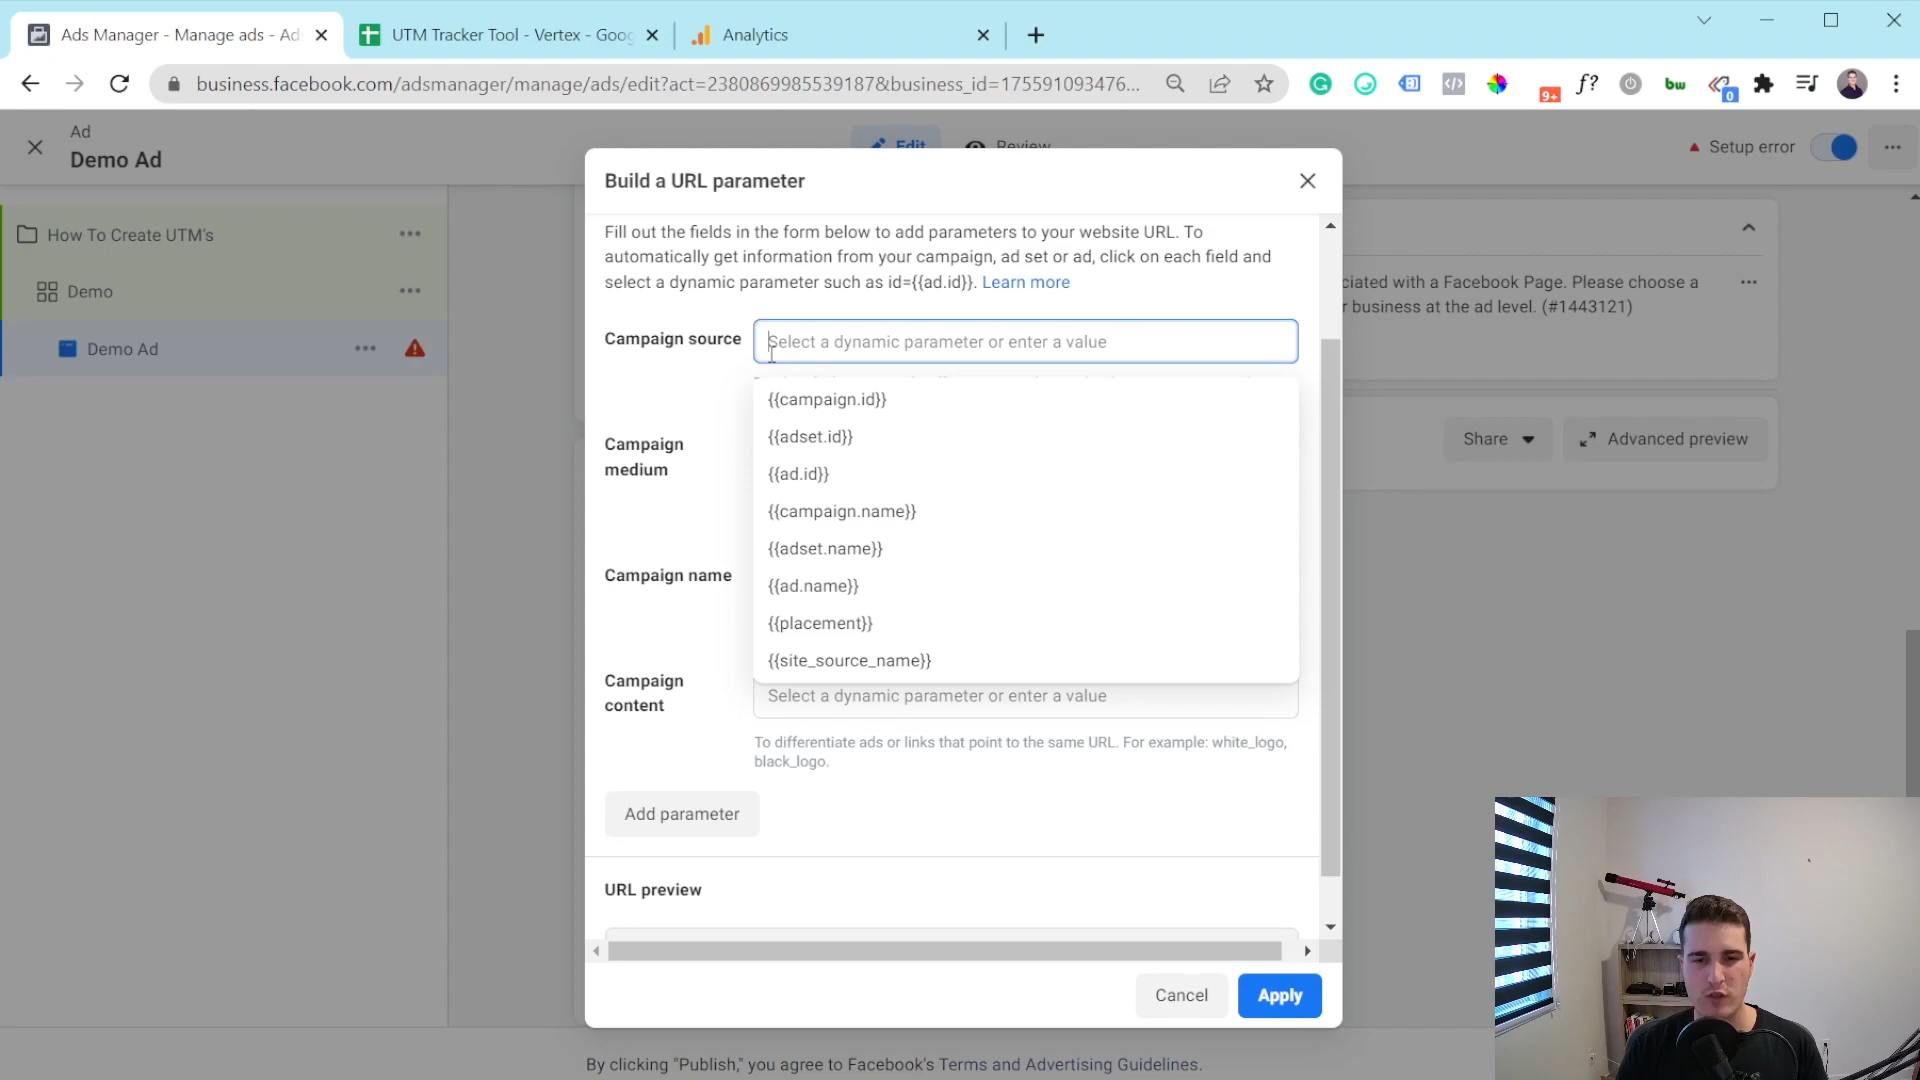 Ads Manager - Manage ads - Ads
UTM Tracker Tool - Vertex - Goog
Analytics
business.facebook.com/adsmanager/manage/ads/edit?act=2380869985539187&business_id=175591093476...
9+
f?
bw
0
Ad
Demo Ad
Edit
Review
Setup error
How To Create UTM's
Demo
Demo Ad
Build a URL parameter
Fill out the fields in the form below to add parameters to your website URL. To
automatically get information from your campaign, ad set or ad, click on each field and
select a dynamic parameter such as id={{ad.id}}. Learn more
Campaign source
Select a dynamic parameter or enter a value
{{campaign.id}}
{{adset.id}}
{{ad.id}}
{{campaign.name}}
{{adset.name}}
{{ad.name}}
{{placement}}
{{site_source_name}}
Campaign
medium
Campaign name
Campaign
content
Select a dynamic parameter or enter a value
To differentiate ads or links that point to the same URL. For example: white_logo,
black_logo.
Add parameter
URL preview
Cancel
Apply
ciated with a Facebook Page. Please choose a
r business at the ad level. (#1443121)
Share
Advanced preview
By clicking "Publish," you agree to Facebook's Terms and Advertising Guidelines.